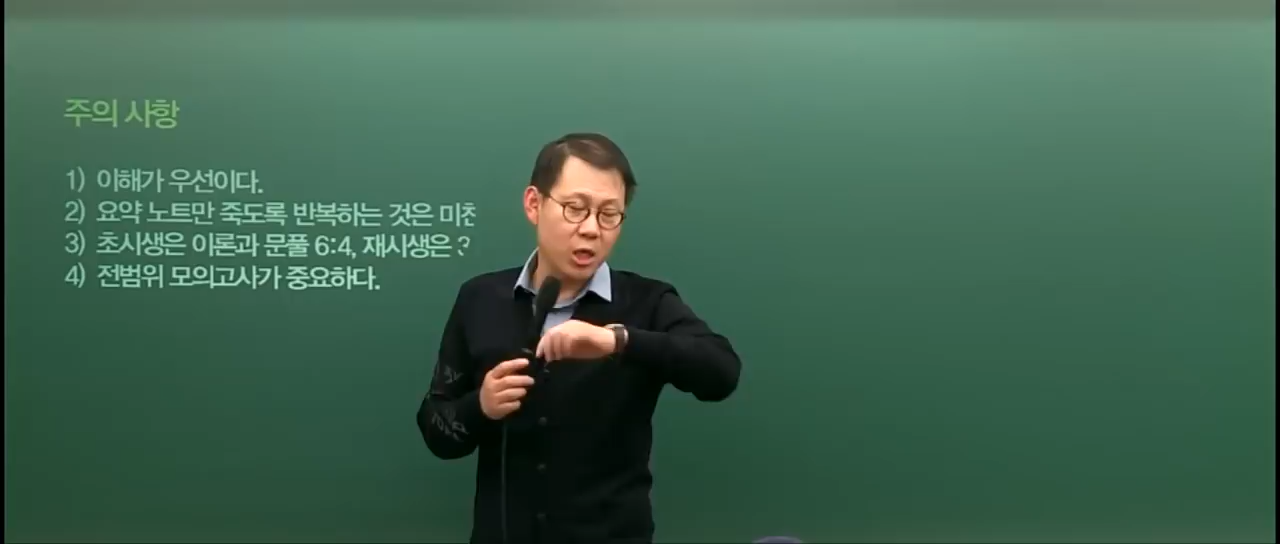 주의 사항
1) 이해가 우선이다.
2) 요약 노트만 죽도록 반복하는 것은
3) 초시생은 이론과 문풀 6:4, 재시생은
4) 전범위 모의고사가 중요하다.